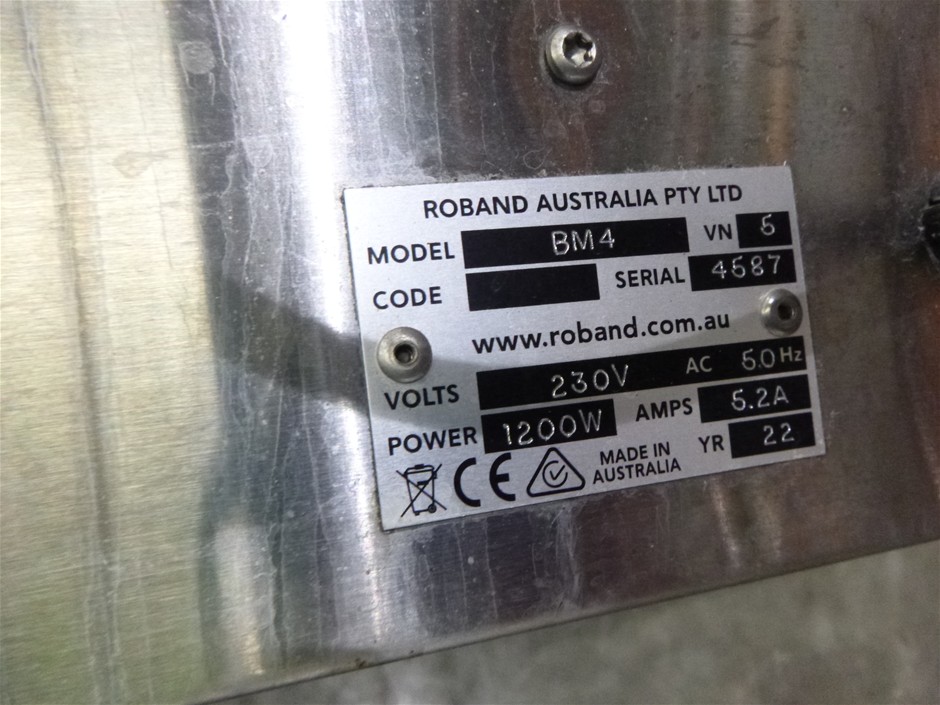 ROBAND AUSTRALIA PTY LTD
MODEL BM4 VN 5
CODE SERIAL 4587
www.roband.com.au
VOLTS 230V AC 50Hz
POWER 1200W AMPS 5.2A
CE MADE IN AUSTRALIA YR 22